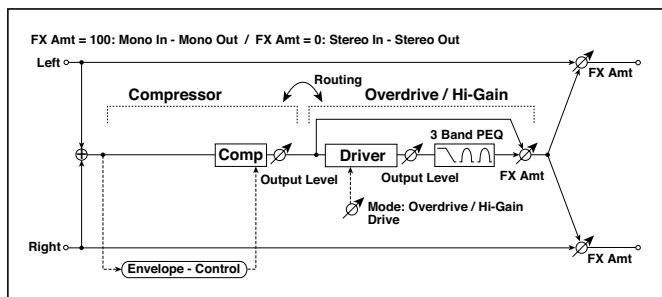 FX Amt = 100: Mono In - Mono Out / FX Amt = 0: Stereo In - Stereo Out
Left
FX Amt
Routing
Compressor
Overdrive / Hi-Gain
3 Band PEQ
Comp
Driver
Output Level
Output Level
FX Amt
Mode: Overdrive / Hi-Gain
Drive
Right
FX Amt
Envelope - Control